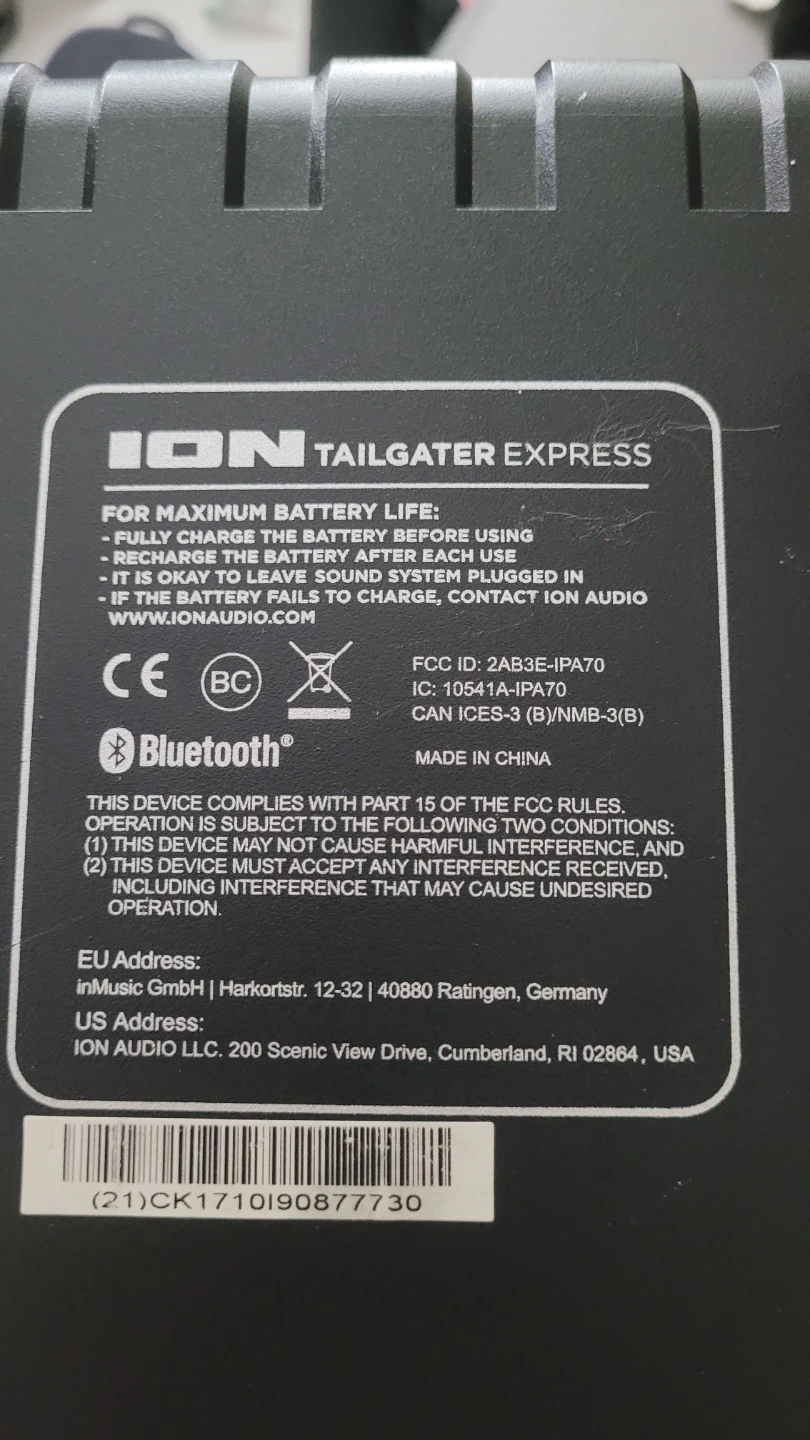 ION TAILGATER EXPRESS
FOR MAXIMUM BATTERY LIFE:
- FULLY CHARGE THE BATTERY BEFORE USING
- RECHARGE THE BATTERY AFTER EACH USE
- IT IS OKAY TO LEAVE SOUND SYSTEM PLUGGED IN
- IF THE BATTERY FAILS TO CHARGE, CONTACT ION AUDIO
WWW.IONAUDIO.COM
CE BC
FCC ID: 2AB3E-IPA70
IC: 10541A-IPA70
CAN ICES-3 (B)/NMB-3(B)
Bluetooth®
MADE IN CHINA
THIS DEVICE COMPLIES WITH PART 15 OF THE FCC RULES.
OPERATION IS SUBJECT TO THE FOLLOWING TWO CONDITIONS:
(1) THIS DEVICE MAY NOT CAUSE HARMFUL INTERFERENCE, AND
(2) THIS DEVICE MUST ACCEPT ANY INTERFERENCE RECEIVED,
INCLUDING INTERFERENCE THAT MAY CAUSE UNDESIRED
OPERATION.
EU Address:
inMusic GmbH | Harkortstr. 12-32 | 40880 Ratingen, Germany
US Address:
ION AUDIO LLC. 200 Scenic View Drive, Cumberland, RI 02864, USA
(21)CK1710I90877730